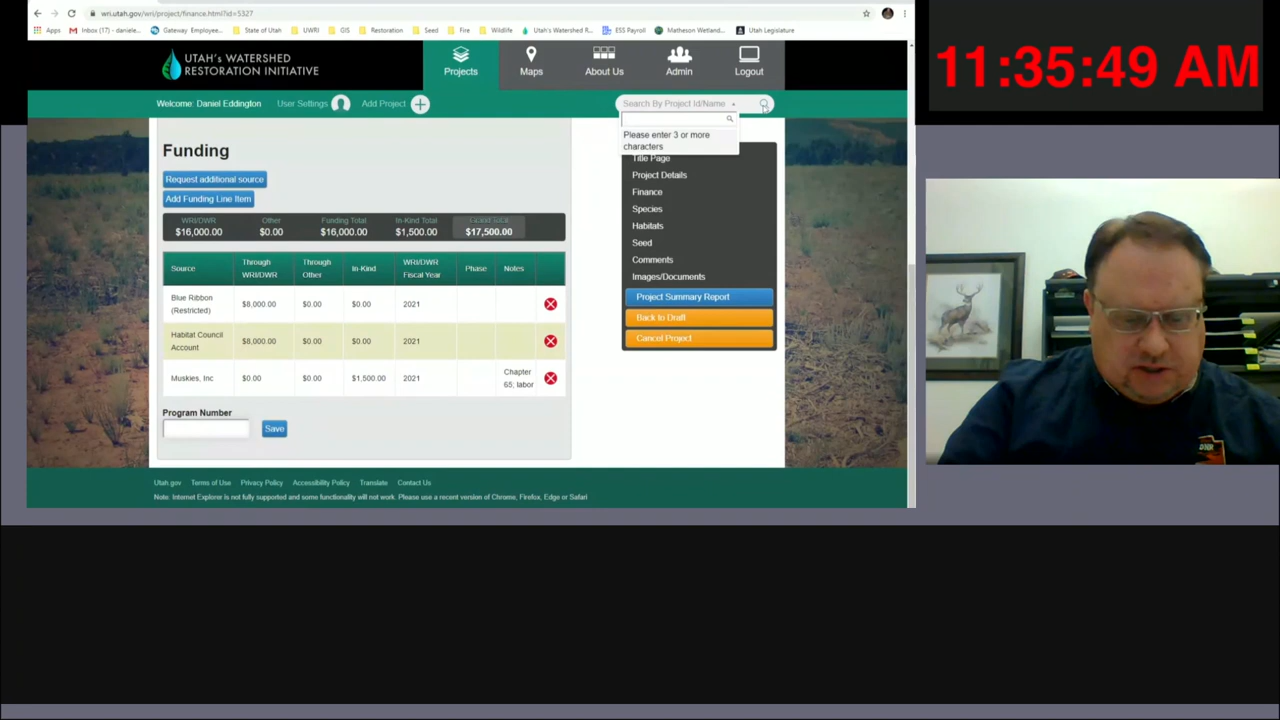 wri.utah.gov/wri/project/finance.html?id=5327
Apps Inbox (17) - daniele... Gateway Employee... State of Utah UWRI GIS Restoration Seed Fire Wildlife Utah's Watershed R... ESS Payroll Matheson Wetland... Utah Legislature
11:35:49 AM
UTAH'S WATERSHED
RESTORATION INITIATIVE
Projects Maps About Us Admin Logout
Welcome: Daniel Eddington User Settings Add Project Search By Project Id/Name
Please enter 3 or more
characters
Funding
Request additional source
Add Funding Line Item
WRI/DWR Other Funding Total In-Kind Total Grand Total
$16,000.00 $0.00 $16,000.00 $1,500.00 $17,500.00
Source Through WRI/DWR Through Other In-Kind WRI/DWR Fiscal Year Phase Notes
Blue Ribbon (Restricted) $8,000.00 $0.00 $0.00 2021
Habitat Council Account $8,000.00 $0.00 $0.00 2021
Muskies, Inc $0.00 $0.00 $1,500.00 2021 Chapter 65; labor
Program Number
Save
Title Page
Project Details
Finance
Species
Habitats
Seed
Comments
Images/Documents
Project Summary Report
Back to Draft
Cancel Project
Utah.gov Terms of Use Privacy Policy Accessibility Policy Translate Contact Us
Note: Internet Explorer is not fully supported and some functionality will not work. Please use a recent version of Chrome, Firefox, Edge or Safari